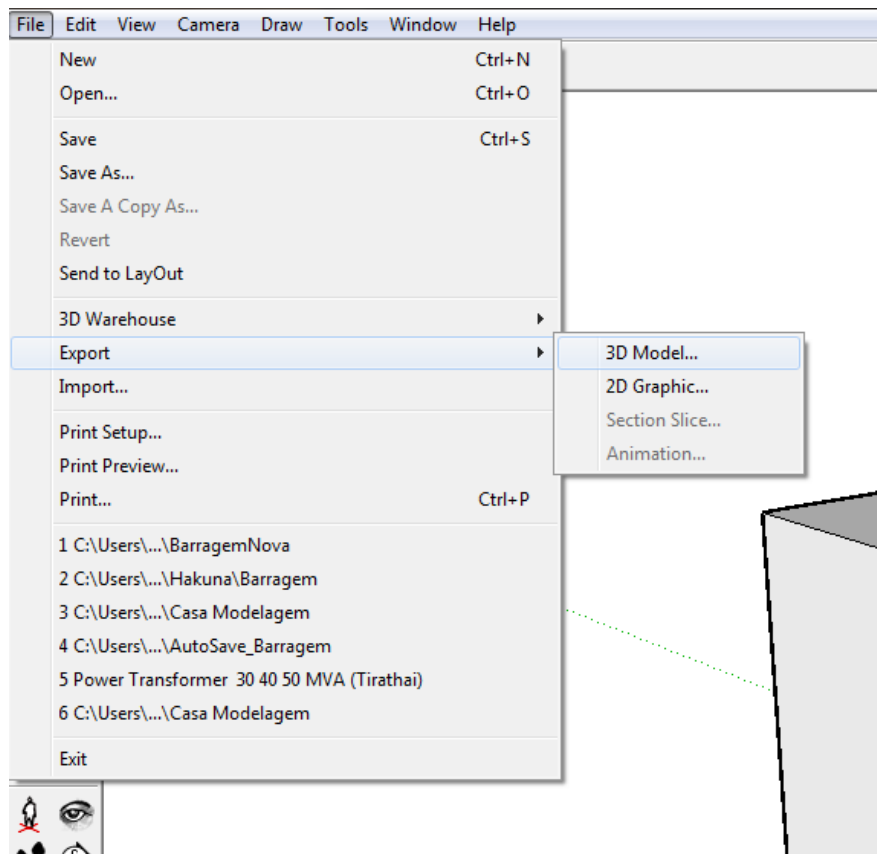 File Edit View Camera Draw Tools Window Help
New Ctrl+N
Open... Ctrl+O
Save Ctrl+S
Save As...
Save A Copy As...
Revert
Send to LayOut
3D Warehouse
Export
3D Model...
Import...
2D Graphic...
Section Slice...
Animation...
Print Setup...
Print Preview...
Print... Ctrl+P
1 C:\Users\...\BarragemNova
2 C:\Users\...\Hakuna\Barragem
3 C:\Users\...\Casa Modelagem
4 C:\Users\...\AutoSave_Barragem
5 Power Transformer 30 40 50 MVA (Tirathai)
6 C:\Users\...\Casa Modelagem
Exit